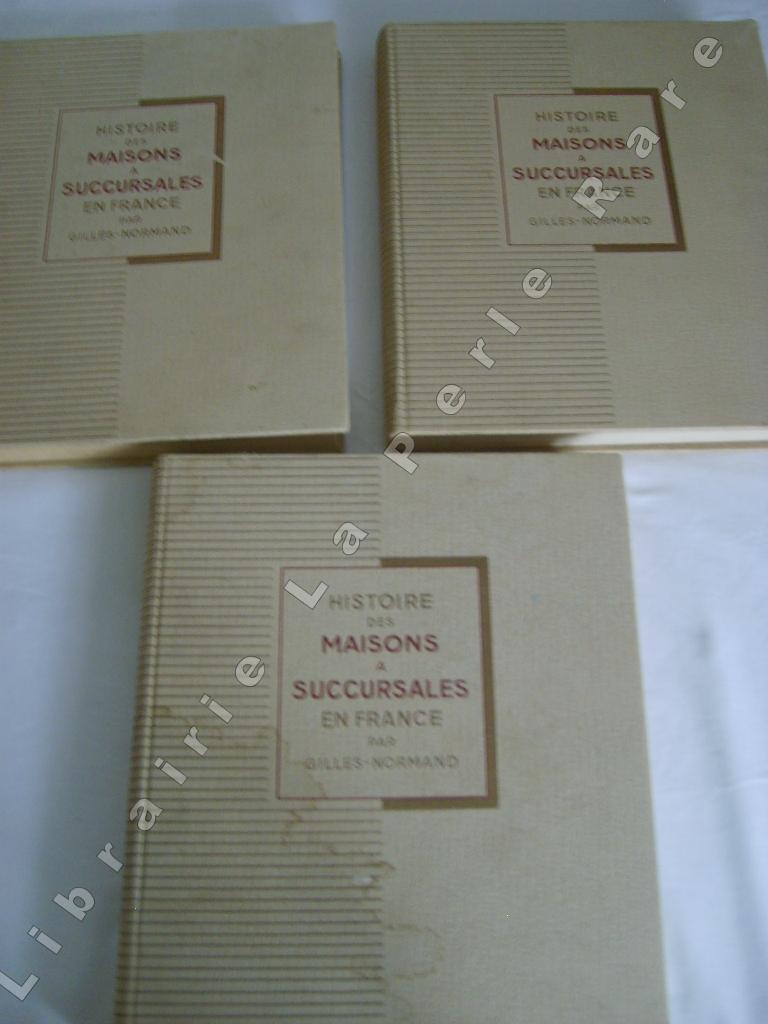 HISTOIRE
DES
MAISONS
A
SUCCURSALES
EN FRANCE
PAR
GILLES-NORMAND
HISTOIRE
DES
MAISONS
A
SUCCURSALES
EN FRANCE
GILLES-NORMAND
HISTOIRE
DES
MAISONS
A
SUCCURSALES
EN FRANCE
PAR
GILLES-NORMAND
Librairie La Perle Rare